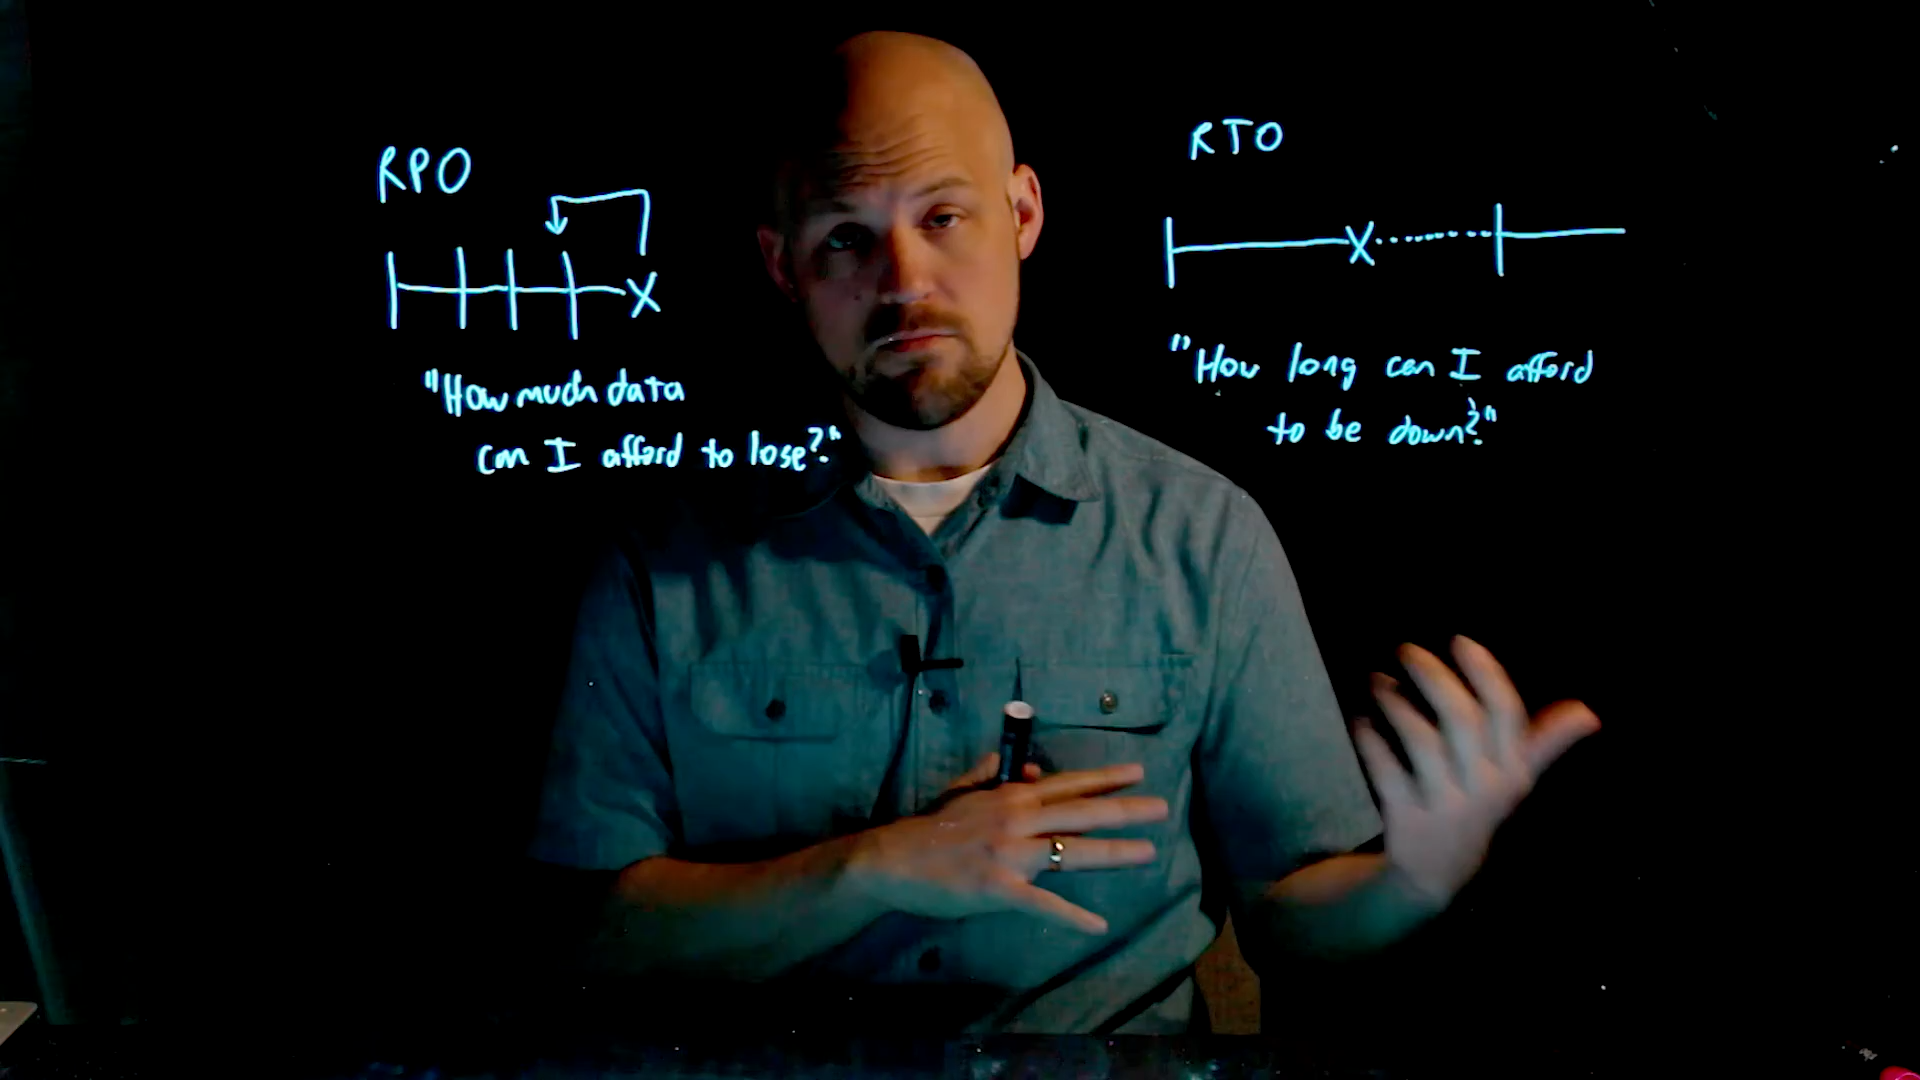 RPO
"How much data
can I afford to lose?"
RTO
"How long can I afford
to be down?"